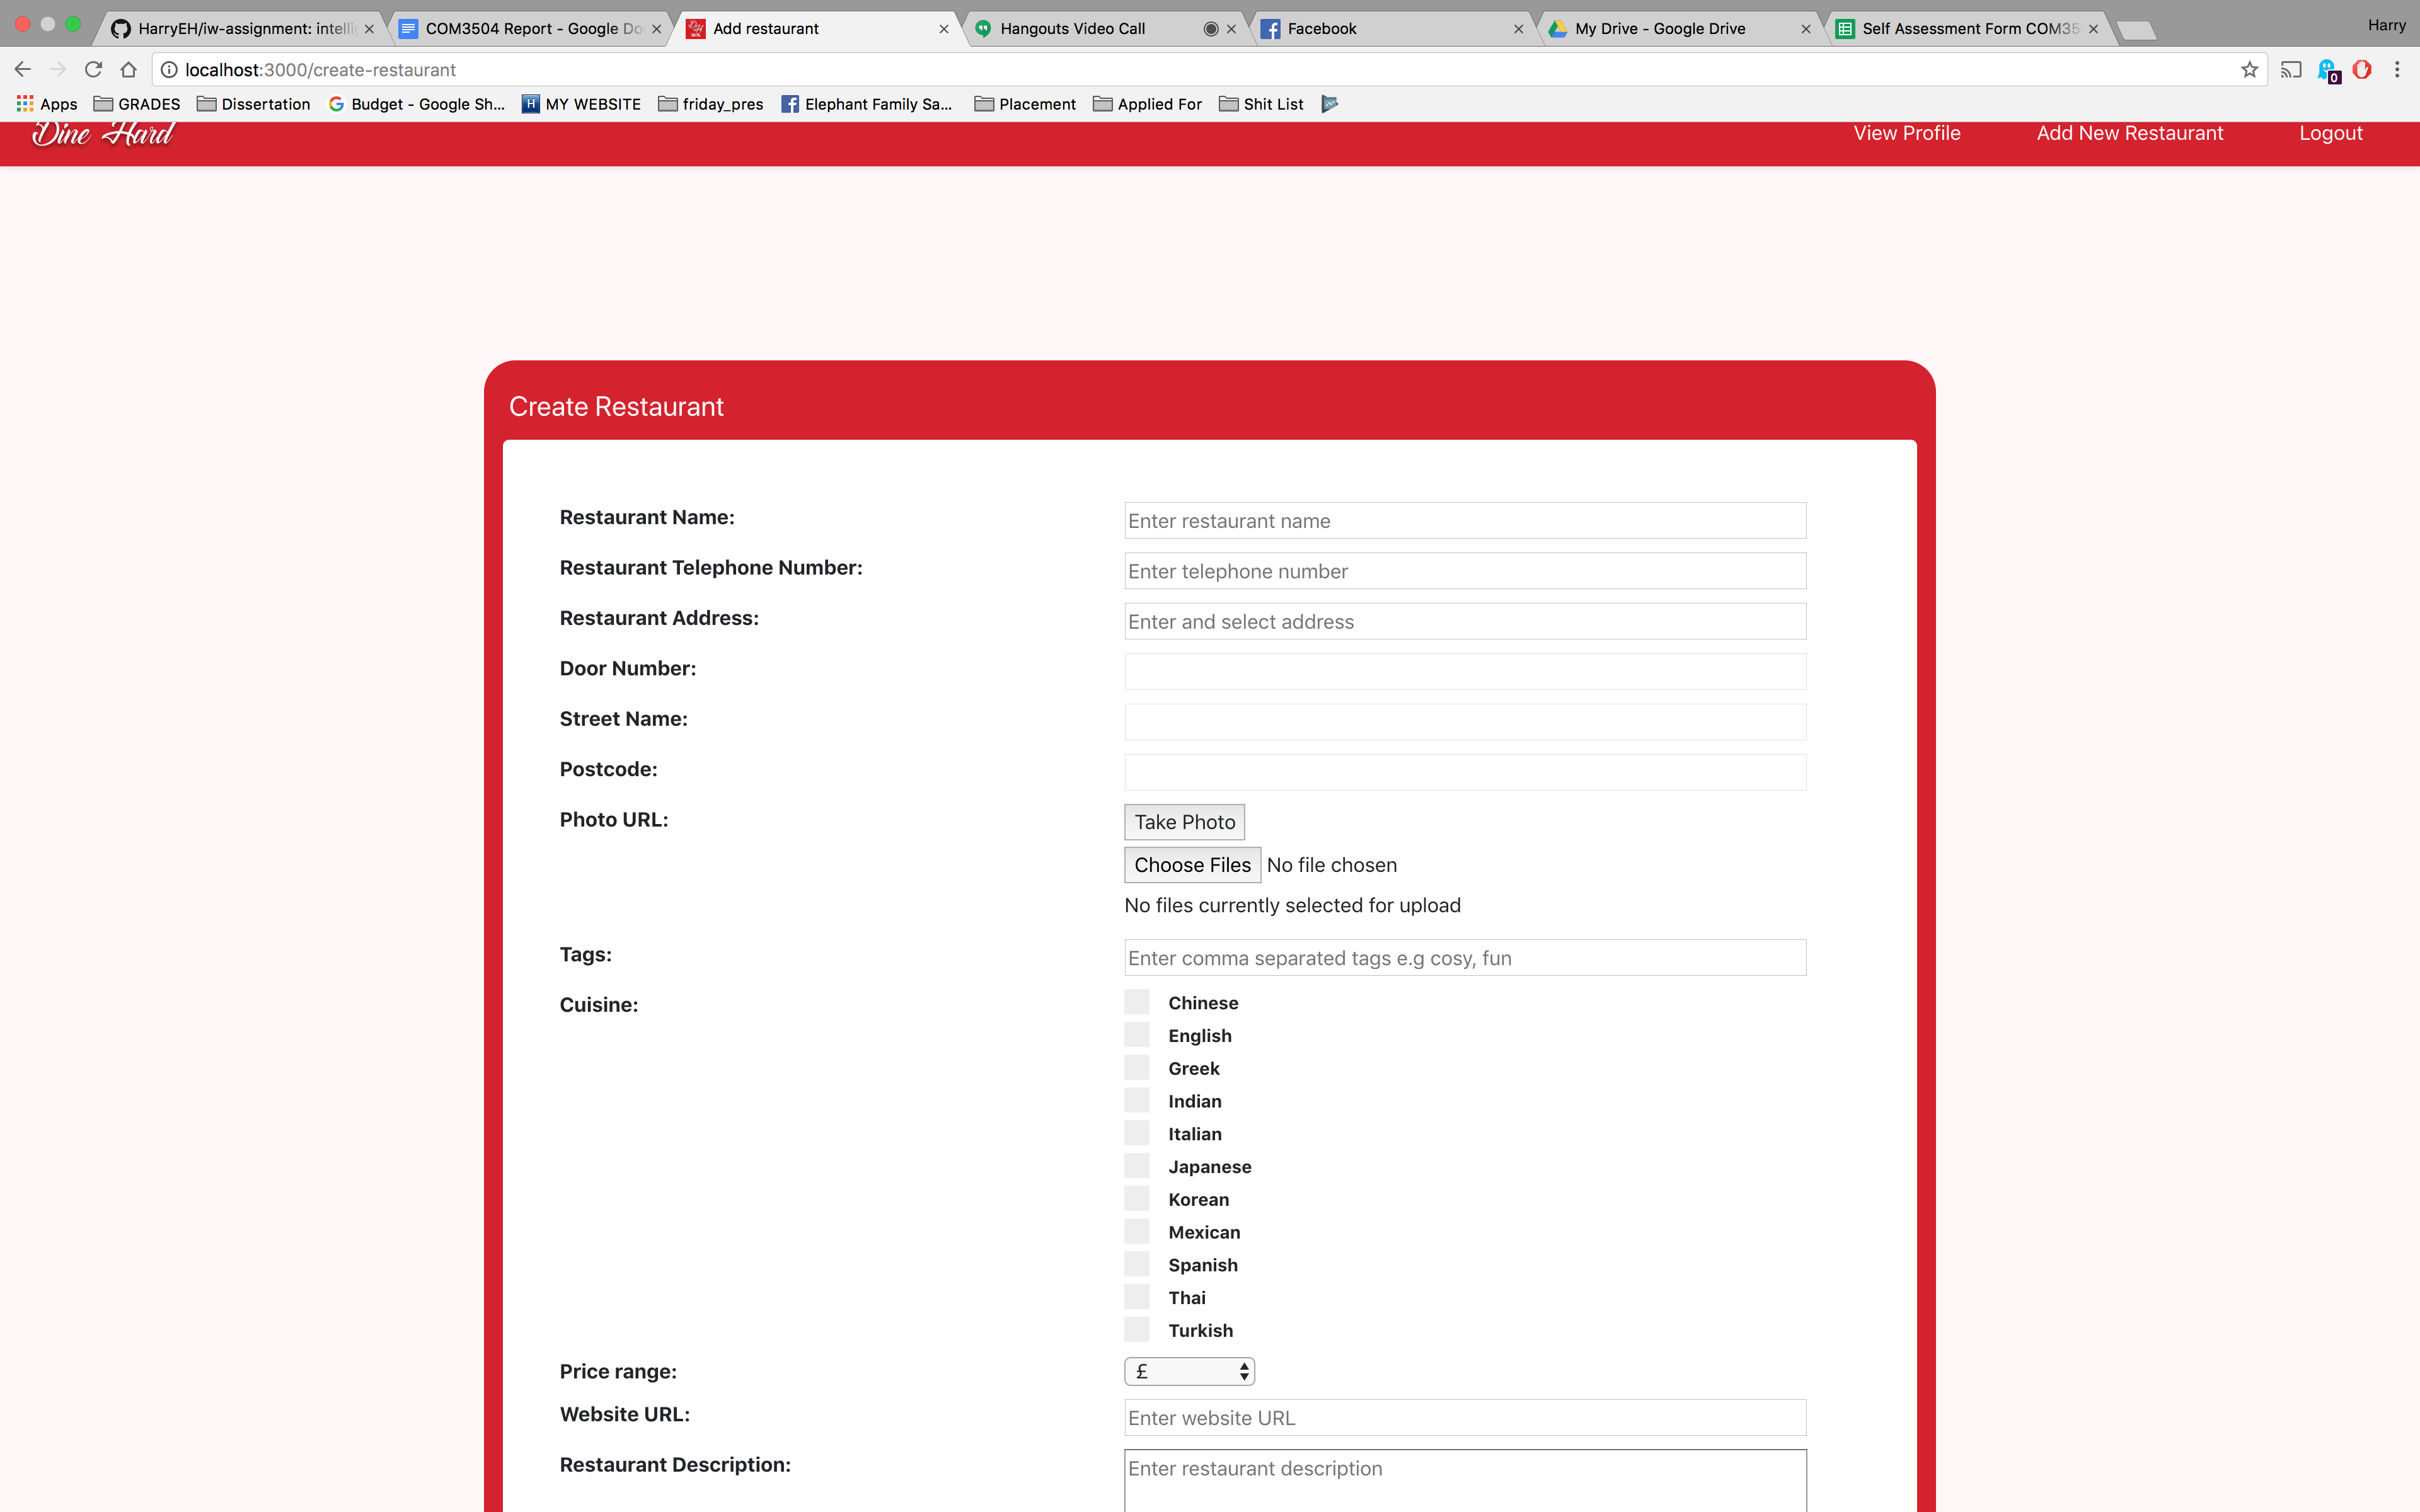 HarryEH/iw-assignment: intelli
COM3504 Report - Google Do
Add restaurant
Hangouts Video Call
Facebook
My Drive - Google Drive
Self Assessment Form COM35
Harry
localhost:3000/create-restaurant
0
Apps
GRADES
Dissertation
Budget - Google Sh...
H MY WEBSITE
friday_pres
Elephant Family Sa...
Placement
Applied For
Shit List
Dine Hard
View Profile
Add New Restaurant
Logout
Create Restaurant
Restaurant Name:
Enter restaurant name
Restaurant Telephone Number:
Enter telephone number
Restaurant Address:
Enter and select address
Door Number:
Street Name:
Postcode:
Photo URL:
Take Photo
Choose Files No file chosen
No files currently selected for upload
Tags:
Enter comma separated tags e.g cosy, fun
Cuisine:
Chinese
English
Greek
Indian
Italian
Japanese
Korean
Mexican
Spanish
Thai
Turkish
Price range:
£
Website URL:
Enter website URL
Restaurant Description:
Enter restaurant description